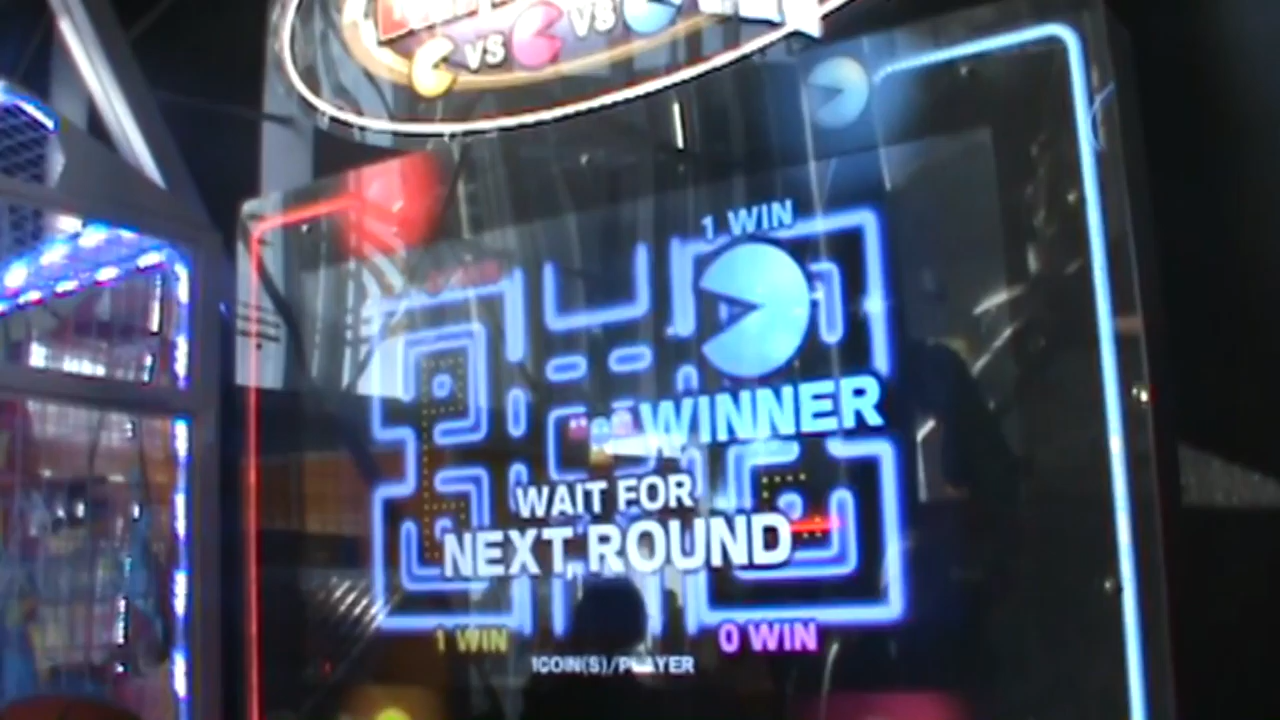 VS VS
1 WIN
WINNER
WAIT FOR
NEXT ROUND
1 WIN
0 WIN
1COIN(S)/PLAYER